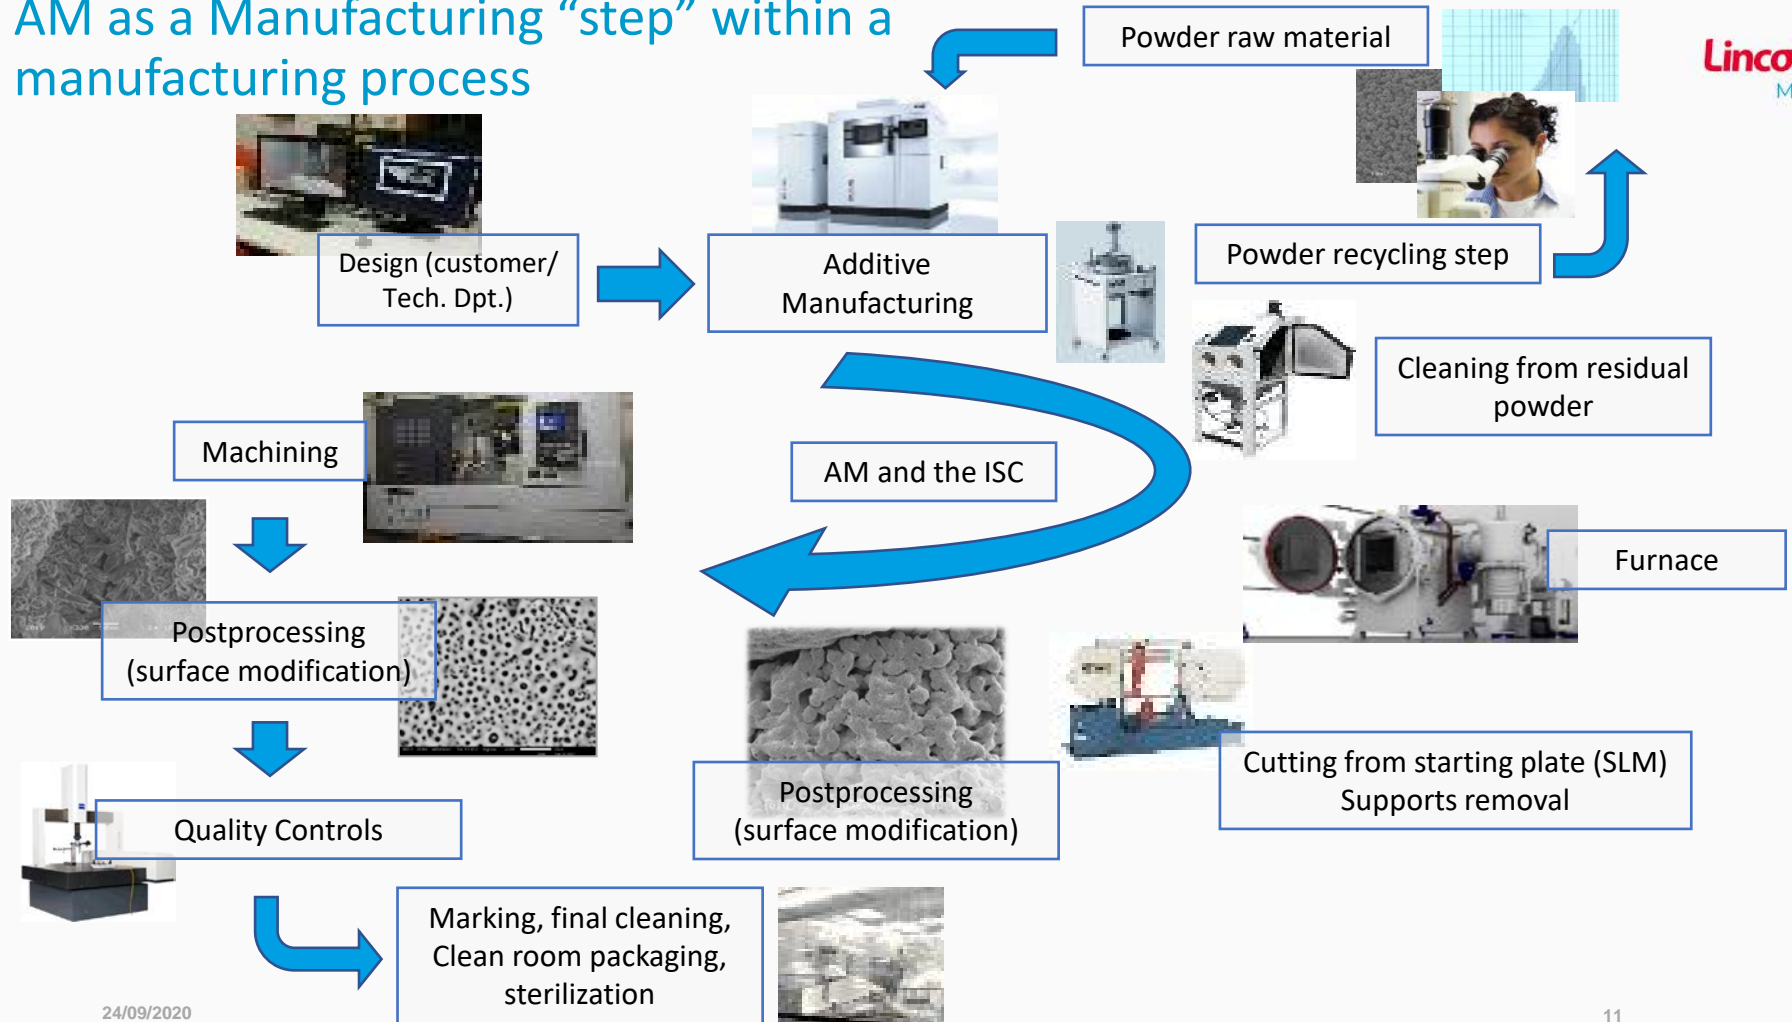 AM as a Manufacturing “step” within a
manufacturing process
Powder raw material
Design (customer/
Tech. Dpt.)
Additive
Manufacturing
Powder recycling step
Cleaning from residual
powder
Machining
AM and the ISC
Furnace
Postprocessing
(surface modification)
Cutting from starting plate (SLM)
Supports removal
Postprocessing
(surface modification)
Quality Controls
Marking, final cleaning,
Clean room packaging,
sterilization
24/09/2020
11